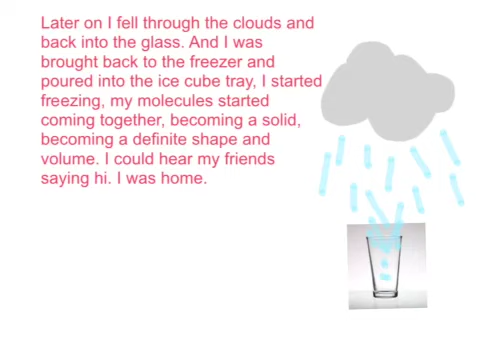 Later on I fell through the clouds and
back into the glass. And I was
brought back to the freezer and
poured into the ice cube tray, I started
freezing, my molecules started
coming together, becoming a solid,
becoming a definite shape and
volume. I could hear my friends
saying hi. I was home.